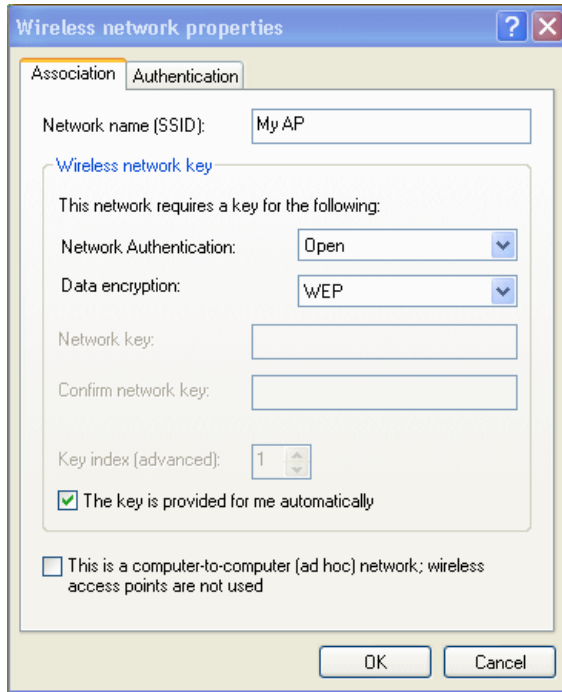 Wireless network properties
Association
Authentication
Network name (SSID):
My AP
Wireless network key
This network requires a key for the following:
Network Authentication:
Open
Data encryption:
WEP
Network key:
Confirm network key:
Key index (advanced):
1
The key is provided for me automatically
This is a computer-to-computer (ad hoc) network; wireless
access points are not used
OK
Cancel